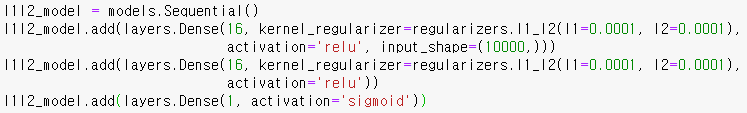 l1l2_model = models.Sequential()
l1l2_model.add(layers.Dense(16, kernel_regularizer=regularizers.l1_l2(l1=0.0001, l2=0.0001),
activation='relu', input_shape=(10000,)))
l1l2_model.add(layers.Dense(16, kernel_regularizer=regularizers.l1_l2(l1=0.0001, l2=0.0001),
activation='relu'))
l1l2_model.add(layers.Dense(1, activation='sigmoid'))